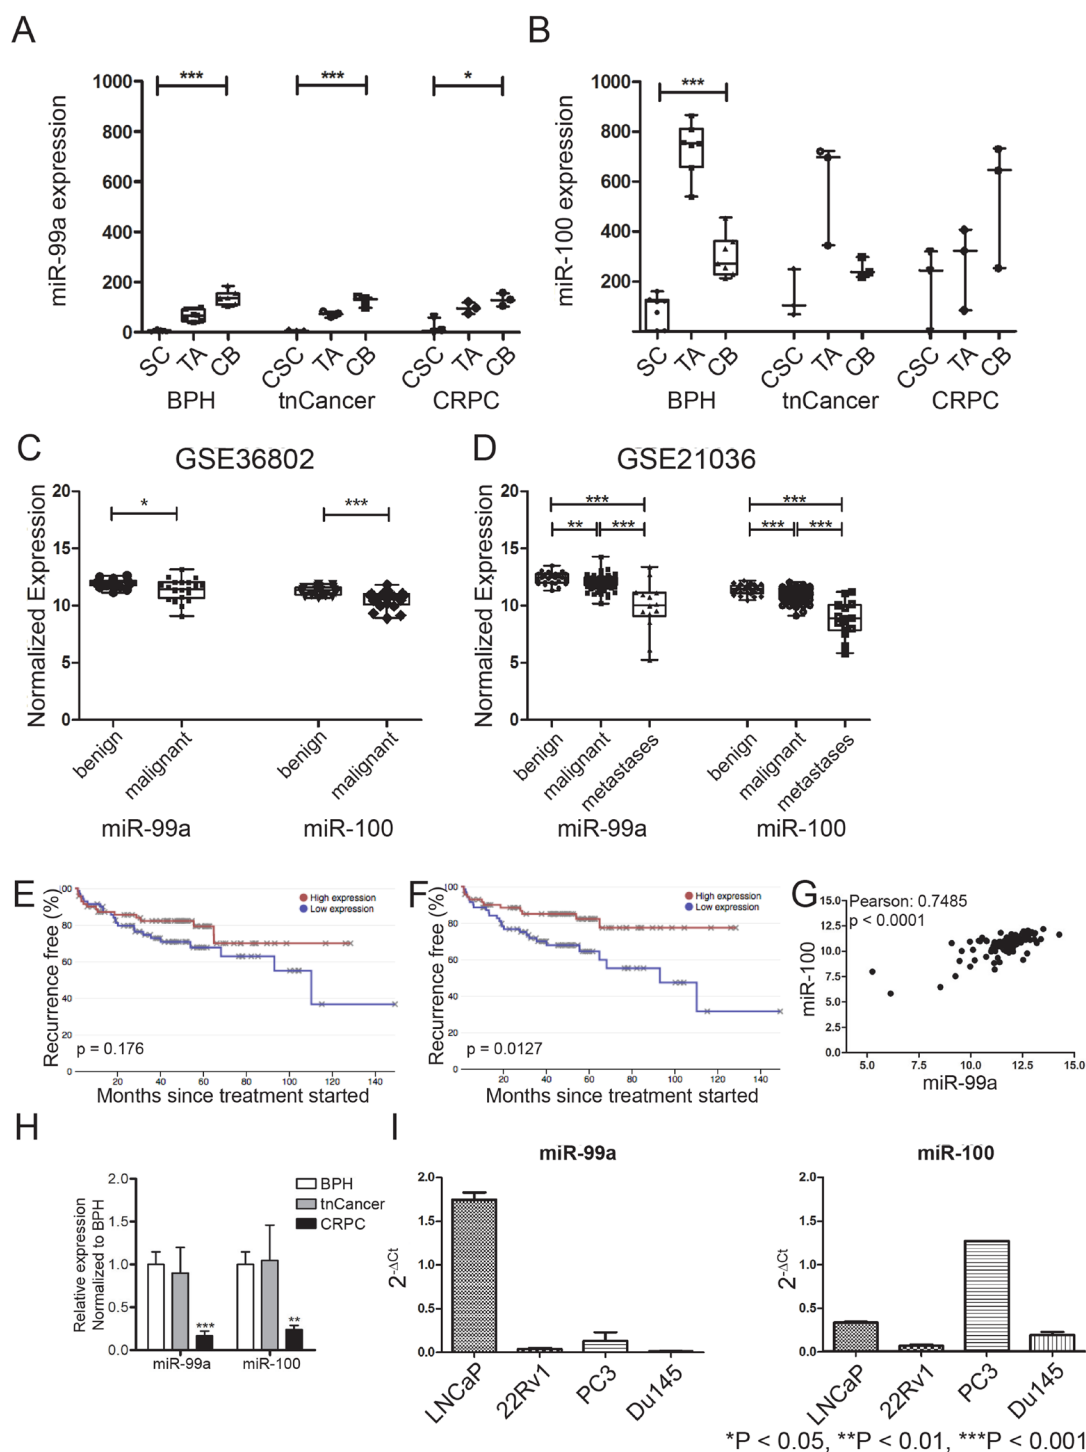 A
B
miR-99a expression
1000
800
600
400
200
0
***
***
*
SC
TA
CB
CSC
TA
CB
CSC
TA
CB
BPH
tnCancer
CRPC
miR-100 expression
1000
800
600
400
200
***
SC
TA
CB
CSC
TA
CB
CSC
TA
CB
BPH
tnCancer
CRPC
C
GSE36802
Normalized Expression
20
15
10
5
0
*
***
benign
malignant
benign
malignant
miR-99a
miR-100
D
GSE21036
Normalized Expression
20
15
10
5
0
***
**
***
***
***
***
benign
malignant
metastases
benign
malignant
metastases
miR-99a
miR-100
E
Recurrence free (%)
80
60
40
20
0
High expression
Low expression
p = 0.176
20
40
60
80
100
120
140
Months since treatment started
F
Recurrence free (%)
100
80
60
40
20
0
High expression
Low expression
p = 0.0127
20
40
60
80
100
120
140
Months since treatment started
G
Pearson: 0.7485
p < 0.0001
miR-100
15.0
12.5
10.0
7.5
5.0
2.5
0.0
5.0
7.5
10.0
12.5
15.0
miR-99a
H
Relative expression
Normalized to BPH
2.0
1.5
1.0
0.5
0.0
BPH
tnCancer
CRPC
***
**
miR-99a
miR-100
I
miR-99a
2-ΔCt
2.0
1.5
1.0
0.5
0.0
LNCaP
22Rv1
PC3
Du145
miR-100
2-ΔCt
2.0
1.5
1.0
0.5
0.0
LNCaP
22Rv1
PC3
Du145
*P < 0.05, **P < 0.01, ***P < 0.001